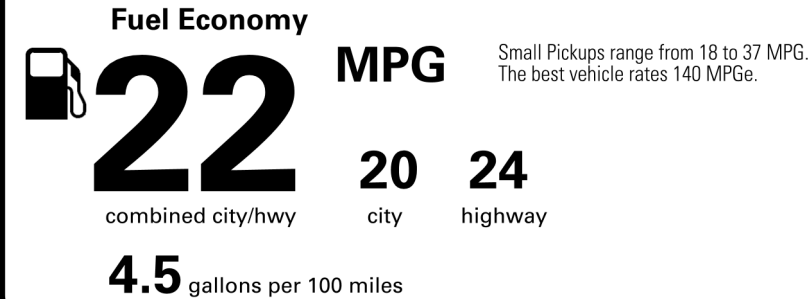 Fuel Economy
22 MPG
Small Pickups range from 18 to 37 MPG.
The best vehicle rates 140 MPGe.
20 24
combined city/hwy city highway
4.5 gallons per 100 miles